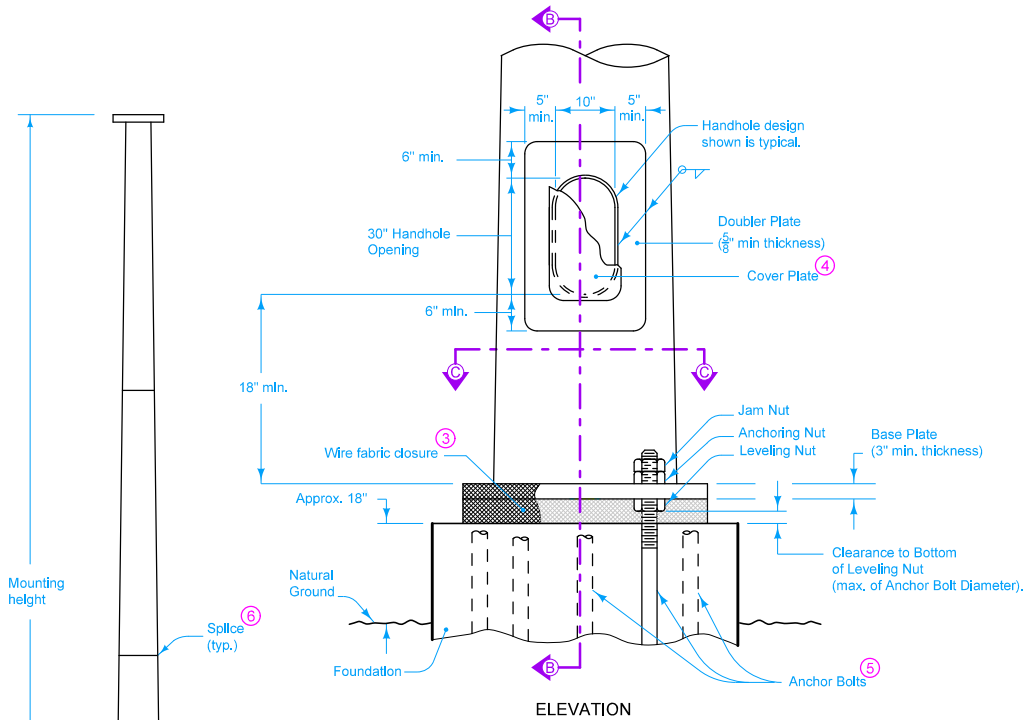 B
5"
min.
10"
5"
min.
Handhole design
shown is typical.
6" min.
30" Handhole
Opening
Doubler Plate
(5/8" min thickness)
Cover Plate 4
6" min.
C
C
18" min.
Jam Nut
Anchoring Nut
Leveling Nut
Base Plate
(3" min. thickness)
3
Wire fabric closure
Approx. 18"
Clearance to Bottom
of Leveling Nut
(max. of Anchor Bolt Diameter).
Mounting
height
Natural
Ground
Splice 6
(typ.)
Foundation
B
Anchor Bolts 5
ELEVATION